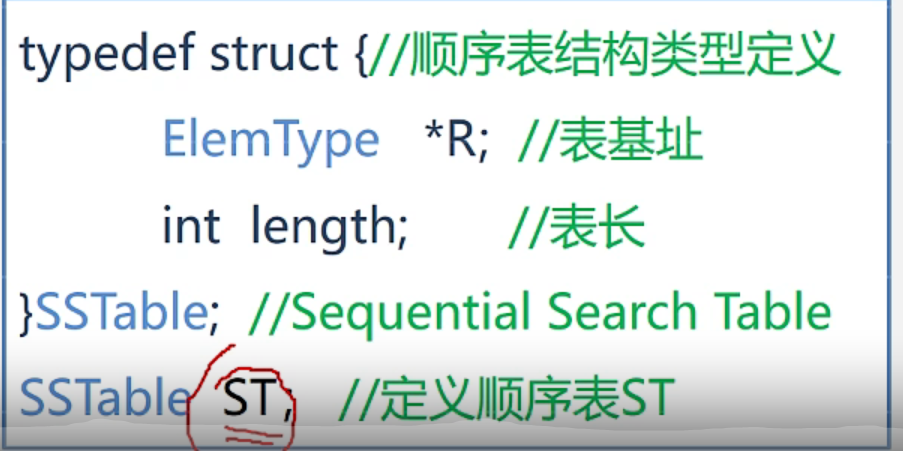 typedef struct {//顺序表结构类型定义
ElemType *R; //表基址
int length; //表长
}SSTable; //Sequential Search Table
SSTable ST; //定义顺序表ST